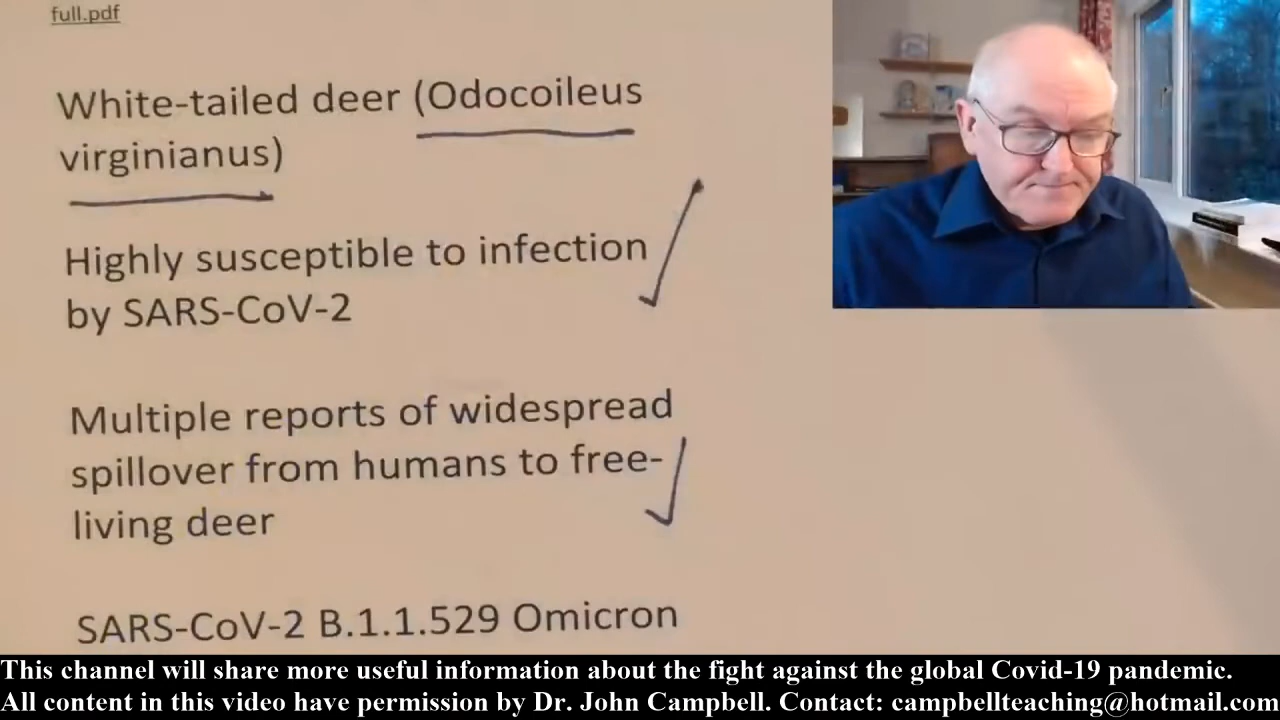 full.pdf
White-tailed deer (Odocoileus
virginianus)
Highly susceptible to infection
by SARS-CoV-2
Multiple reports of widespread
spillover from humans to free-
living deer
SARS-CoV-2 B.1.1.529 Omicron
This channel will share more useful information about the fight against the global Covid-19 pandemic.
All content in this video have permission by Dr. John Campbell. Contact: campbellteaching@hotmail.com